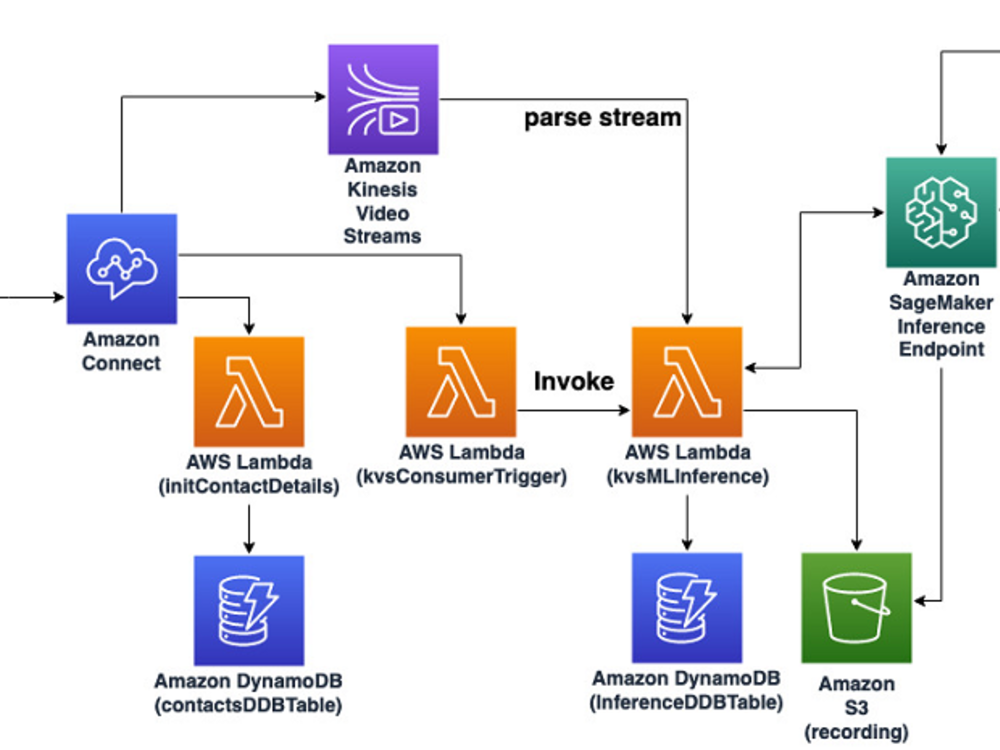 parse stream
Amazon
Kinesis
Video
Streams
Amazon
Connect
Amazon
SageMaker
Inference
Endpoint
Invoke
AWS Lambda
(initContactDetails)
AWS Lambda
(kvsConsumerTrigger)
AWS Lambda
(kvsMLInference)
Amazon DynamoDB
(contactsDDBTable)
Amazon DynamoDB
(InferenceDDBTable)
Amazon
S3
(recording)